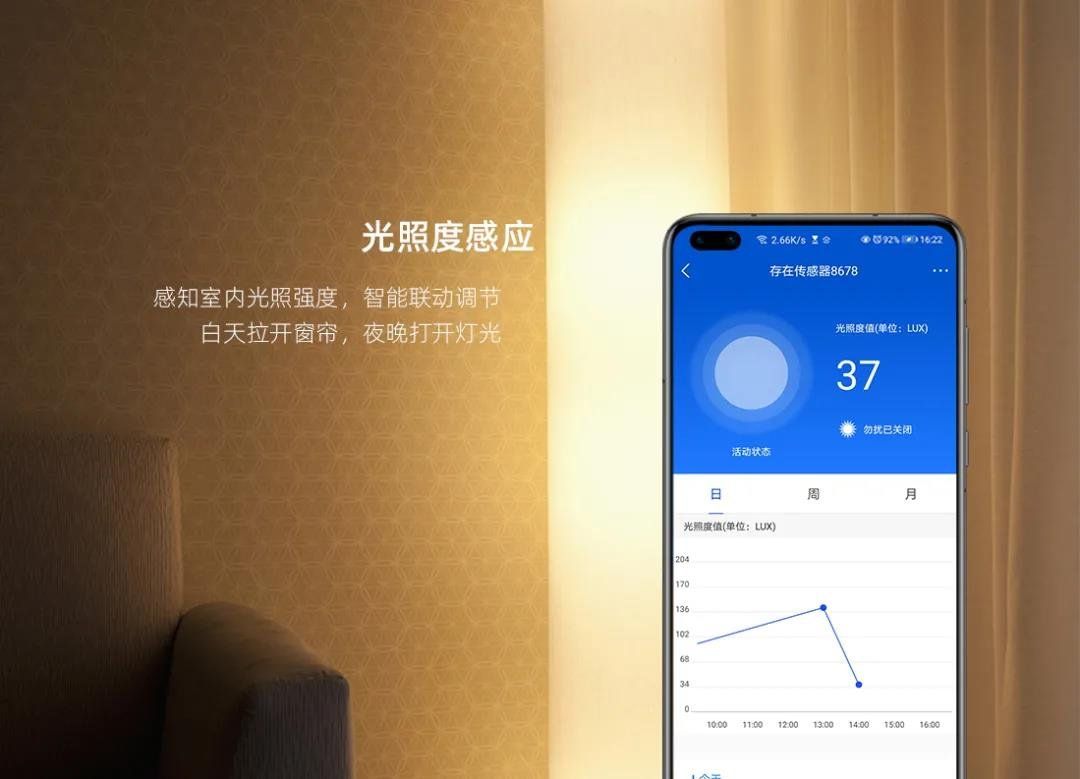 光照度感应
感知室内光照强度，智能联动调节
白天拉开窗帘，夜晚打开灯光
2.66K/s
92%
16:22
存在传感器8678
光照度值(单位：LUX)
37
勿扰已关闭
活动状态
日 周 月
光照度值(单位：LUX)
204
170
136
102
68
34
0
10:00 11:00 12:00 13:00 14:00 15:00 16:00
今天